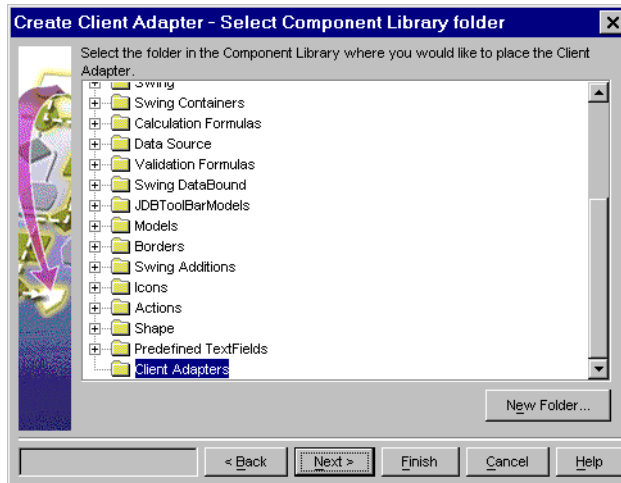 Create Client Adapter - Select Component Library folder
Select the folder in the Component Library where you would like to place the Client
Adapter.
Swing
Swing Containers
Calculation Formulas
Data Source
Validation Formulas
Swing DataBound
JDBToolBarModels
Models
Borders
Swing Additions
Icons
Actions
Shape
Predefined TextFields
Client Adapters
New Folder...
< Back Next > Finish Cancel Help